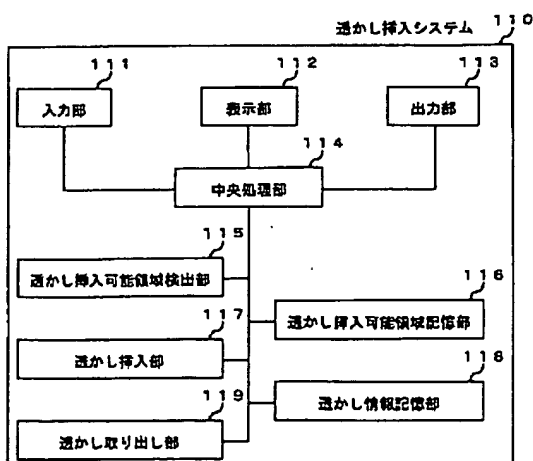 透かし挿入システム 110
111 112 113
入力部 表示部 出力部
114
中央処理部
115
透かし挿入可能領域検出部
116
透かし挿入可能領域記憶部
117
透かし挿入部
118
透かし情報記憶部
119
透かし取り出し部